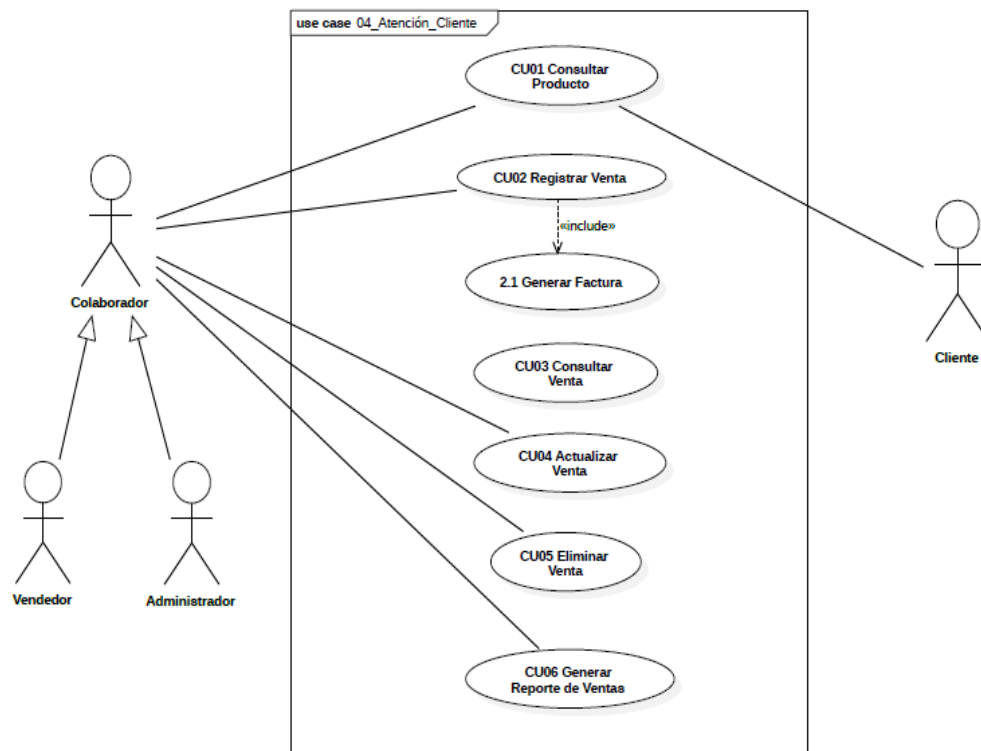 use case 04_Atención_Cliente
CU01 Consultar
Producto
CU02 Registrar Venta
«include»
2.1 Generar Factura
Colaborador
CU03 Consultar
Venta
Cliente
CU04 Actualizar
Venta
CU05 Eliminar
Venta
Vendedor
Administrador
CU06 Generar
Reporte de Ventas